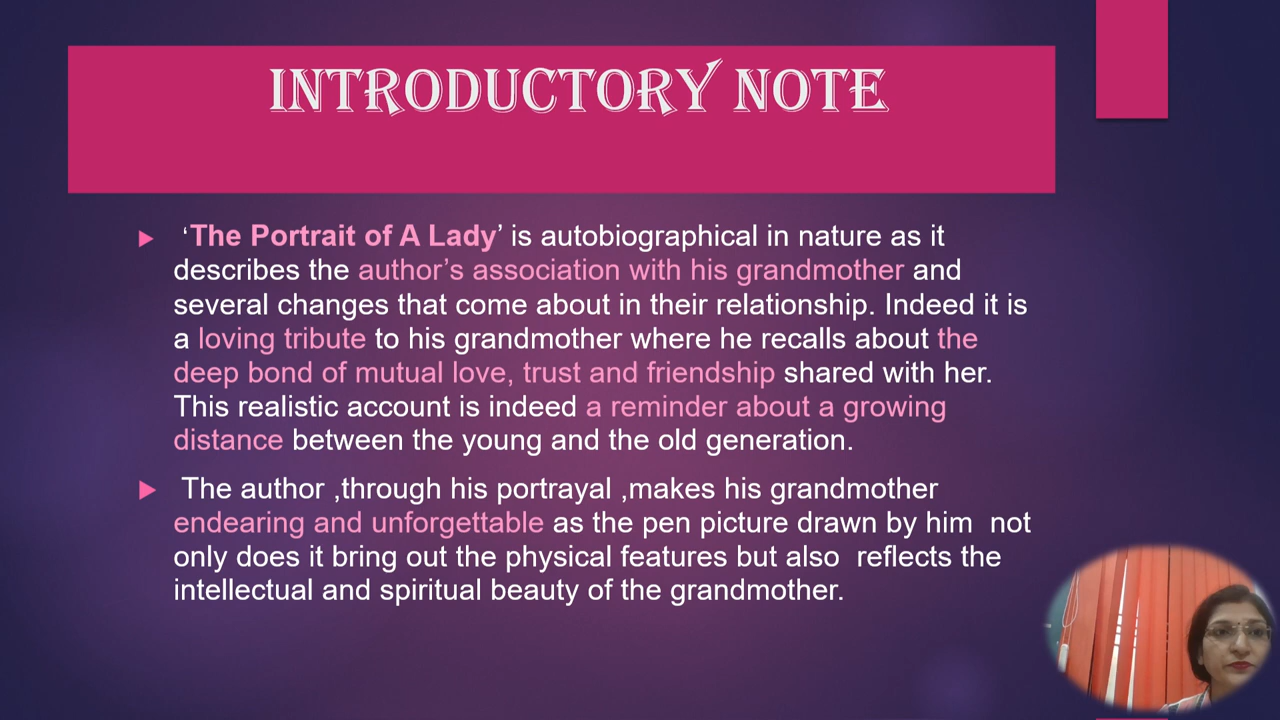 INTRODUCTORY NOTE
‘The Portrait of A Lady’ is autobiographical in nature as it
describes the author’s association with his grandmother and
several changes that come about in their relationship. Indeed it is
a loving tribute to his grandmother where he recalls about the
deep bond of mutual love, trust and friendship shared with her.
This realistic account is indeed a reminder about a growing
distance between the young and the old generation.
The author ,through his portrayal ,makes his grandmother
endearing and unforgettable as the pen picture drawn by him  not
only does it bring out the physical features but also  reflects the
intellectual and spiritual beauty of the grandmother.